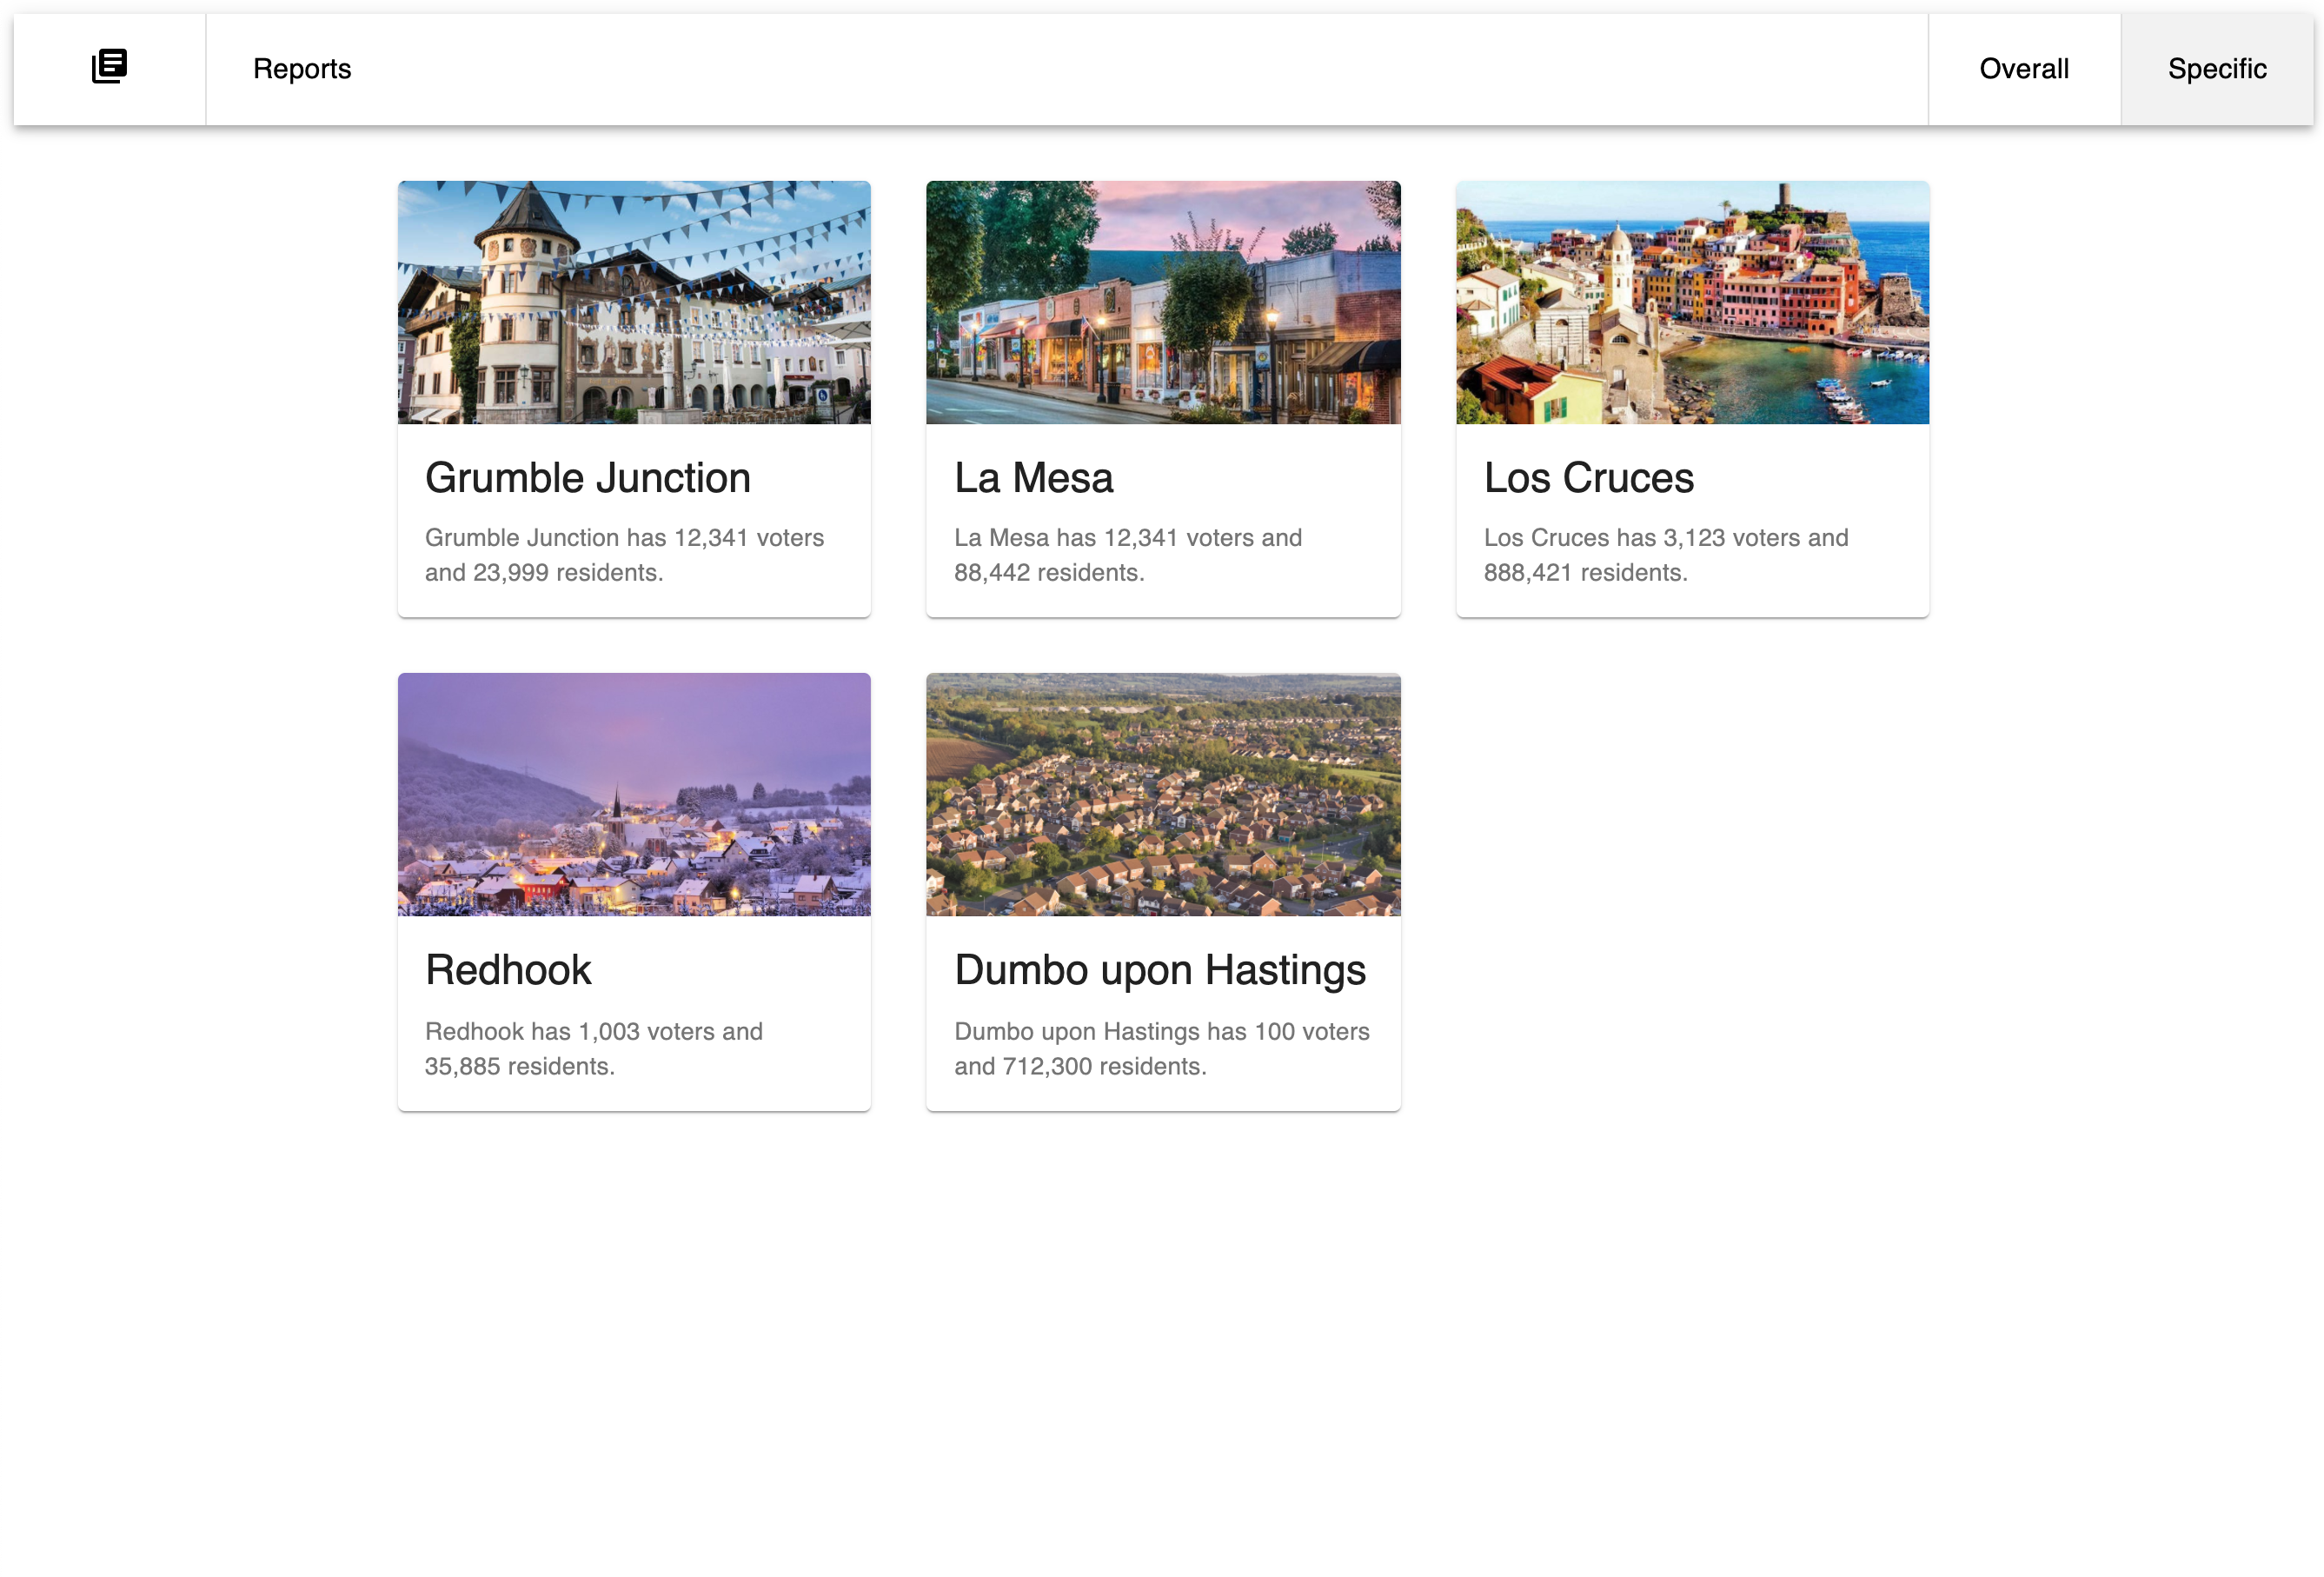 Reports
Overall
Specific
Grumble Junction
Grumble Junction has 12,341 voters
and 23,999 residents.
La Mesa
La Mesa has 12,341 voters and
88,442 residents.
Los Cruces
Los Cruces has 3,123 voters and
888,421 residents.
Redhook
Redhook has 1,003 voters and
35,885 residents.
Dumbo upon Hastings
Dumbo upon Hastings has 100 voters
and 712,300 residents.